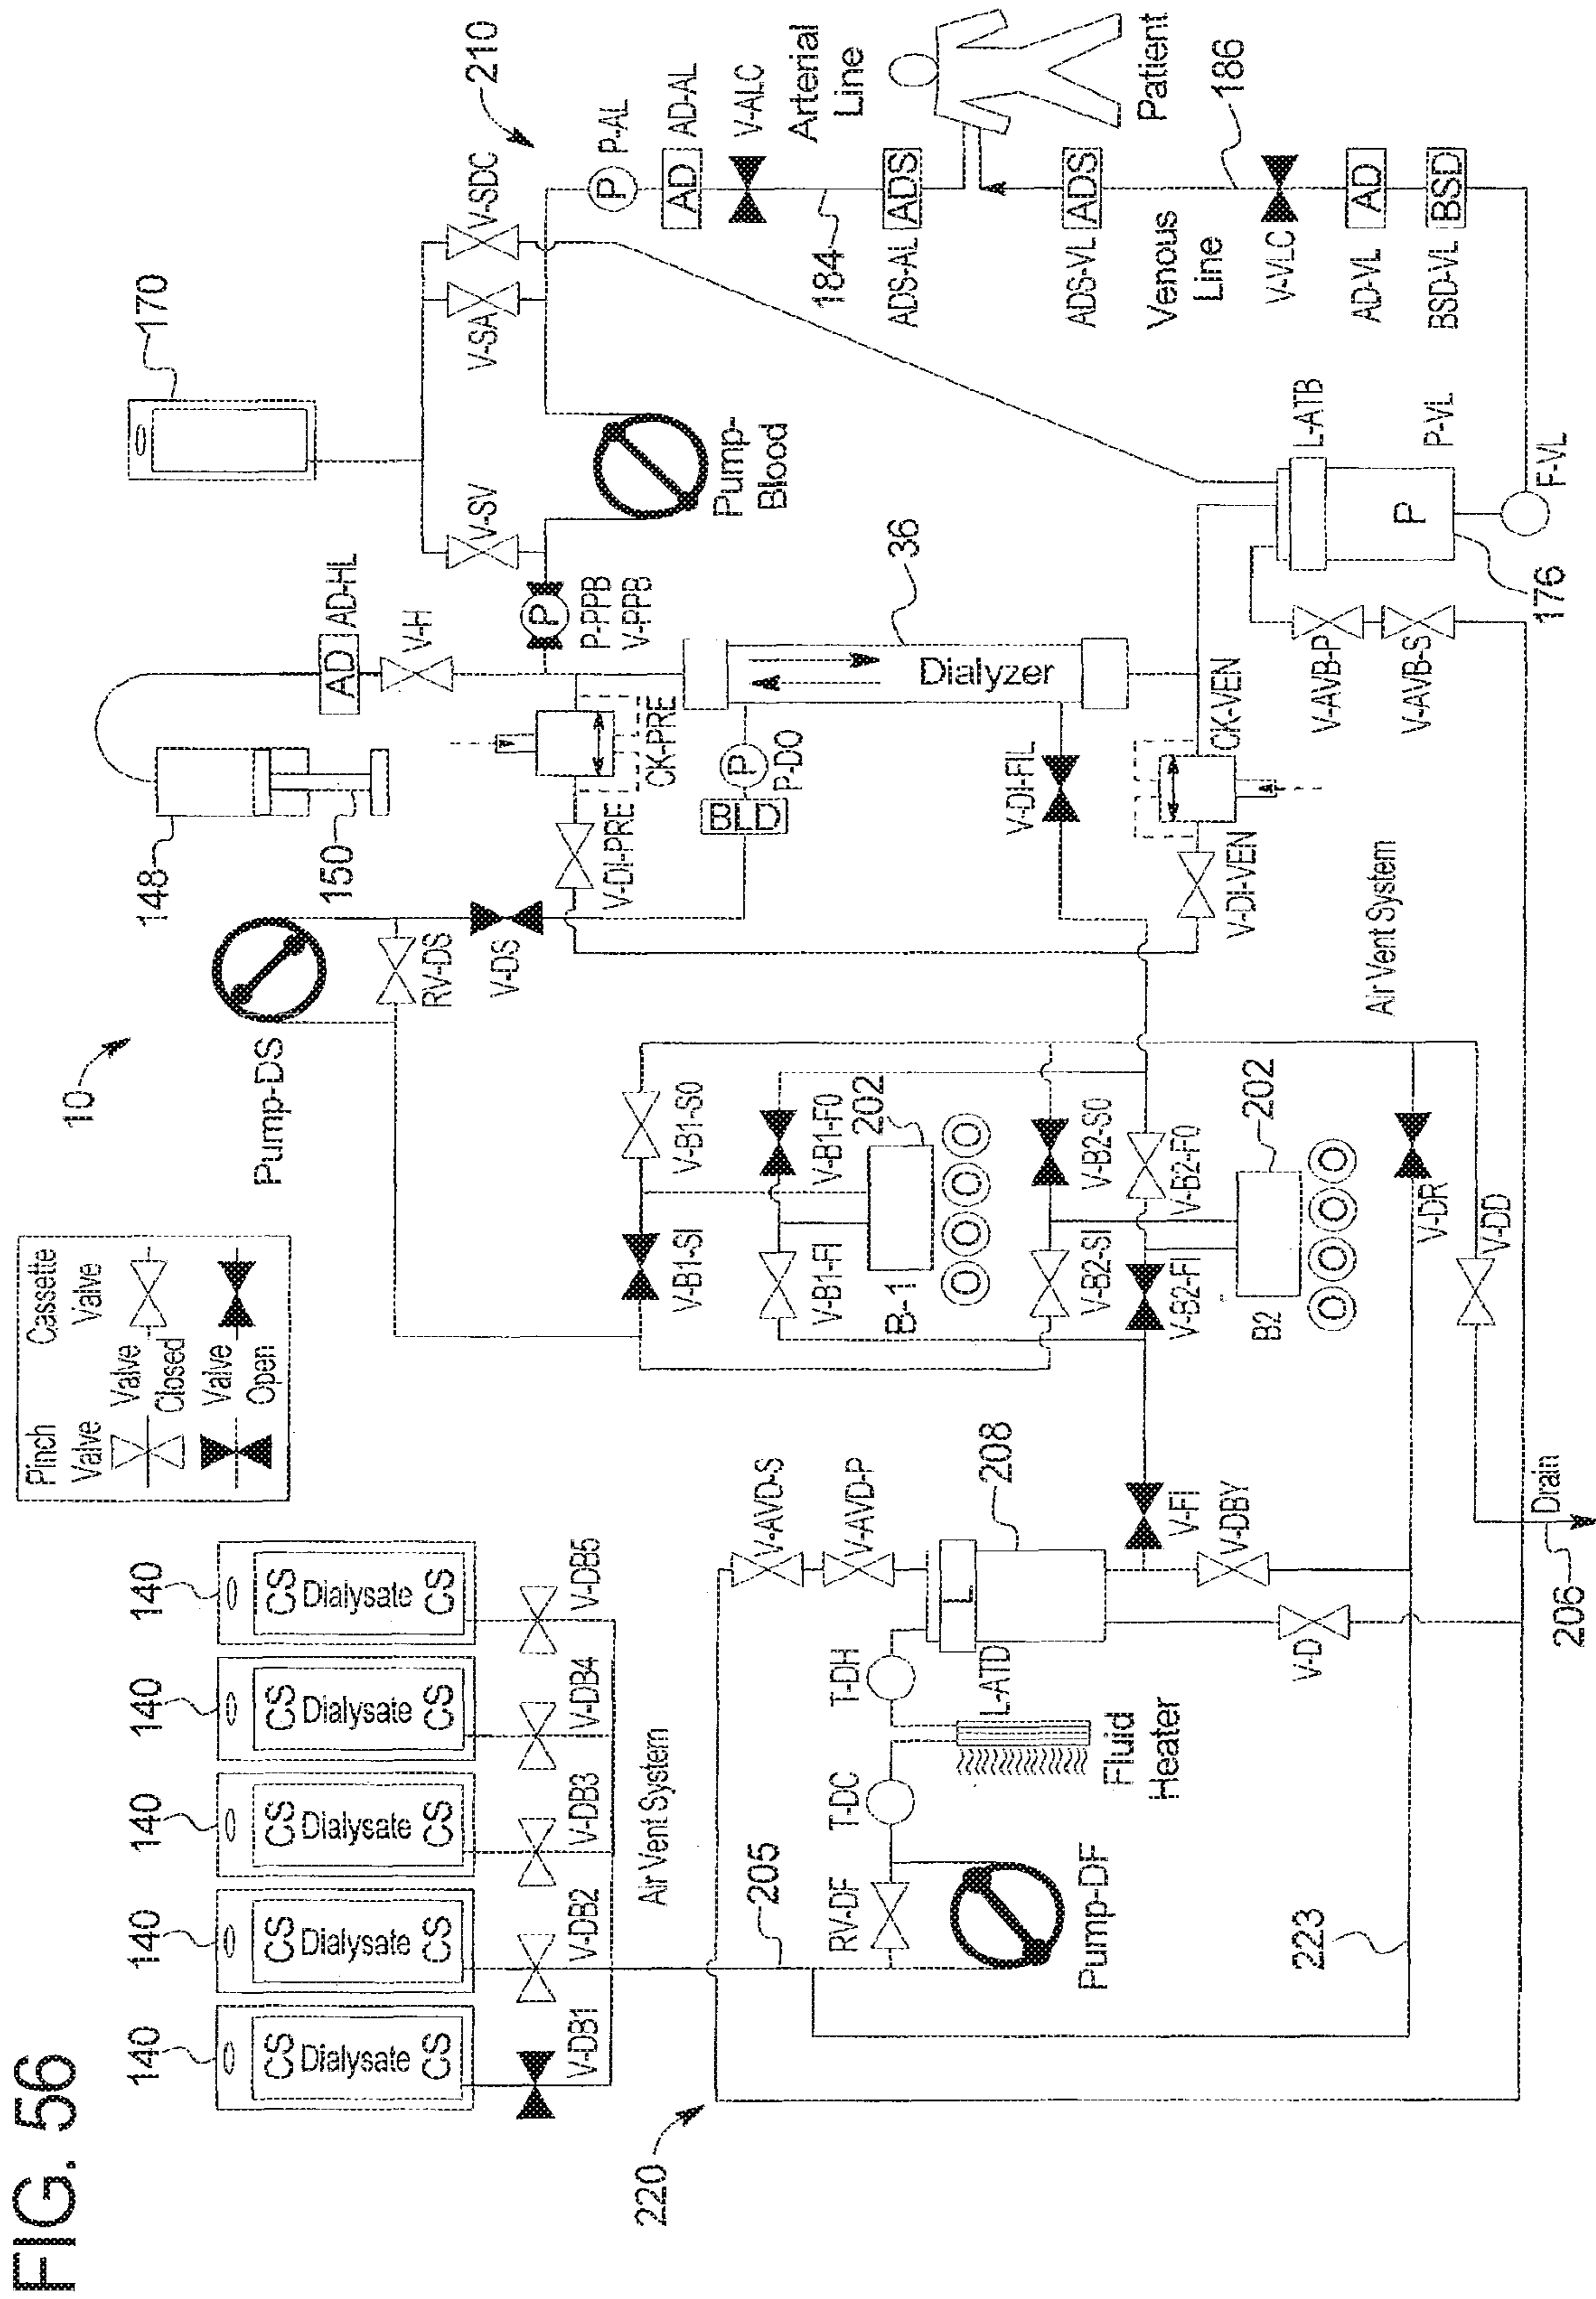 FIG. 56
Pinch Valve
Cassette Valve
Valve Closed
Valve Open
10
140
140
140
140
140
CS Dialysate CS
CS Dialysate CS
CS Dialysate CS
CS Dialysate CS
CS Dialysate CS
V-DB1
V-DB2
V-DB3
V-DB4
V-DB5
Air Vent System
220
205
RV-DF
Pump-DF
T-DC
T-DH
Fluid Heater
L-ATD
L
V-AVD-S
V-AVD-P
208
V-FI
V-DBY
V-D
223
206
Drain
Pump-DS
RV-DS
V-DS
V-B1-SI
V-B1-S0
V-B1-FI
V-B1-F0
B-1
202
V-B2-SI
V-B2-S0
V-B2-FI
V-B2-F0
B2
202
V-DR
V-DD
148
150
AD
AD-HL
V-H
V-DI-PRE
CK-PRE
BLD
P
P-DO
V-DI-FIL
V-DI-VEN
CK-VEN
Air Vent System
Dialyzer
36
P
P-PPB
V-PPB
170
V-SV
V-SA
V-SDC
210
Pump-Blood
P
P-AL
AD
AD-AL
V-ALC
Arterial Line
184
ADS
ADS-AL
Patient
ADS
ADS-VL
Venous Line
186
V-VLC
AD
AD-VL
BSD
BSD-VL
L-ATB
P
P-VL
F-VL
176
V-AVB-P
V-AVB-S